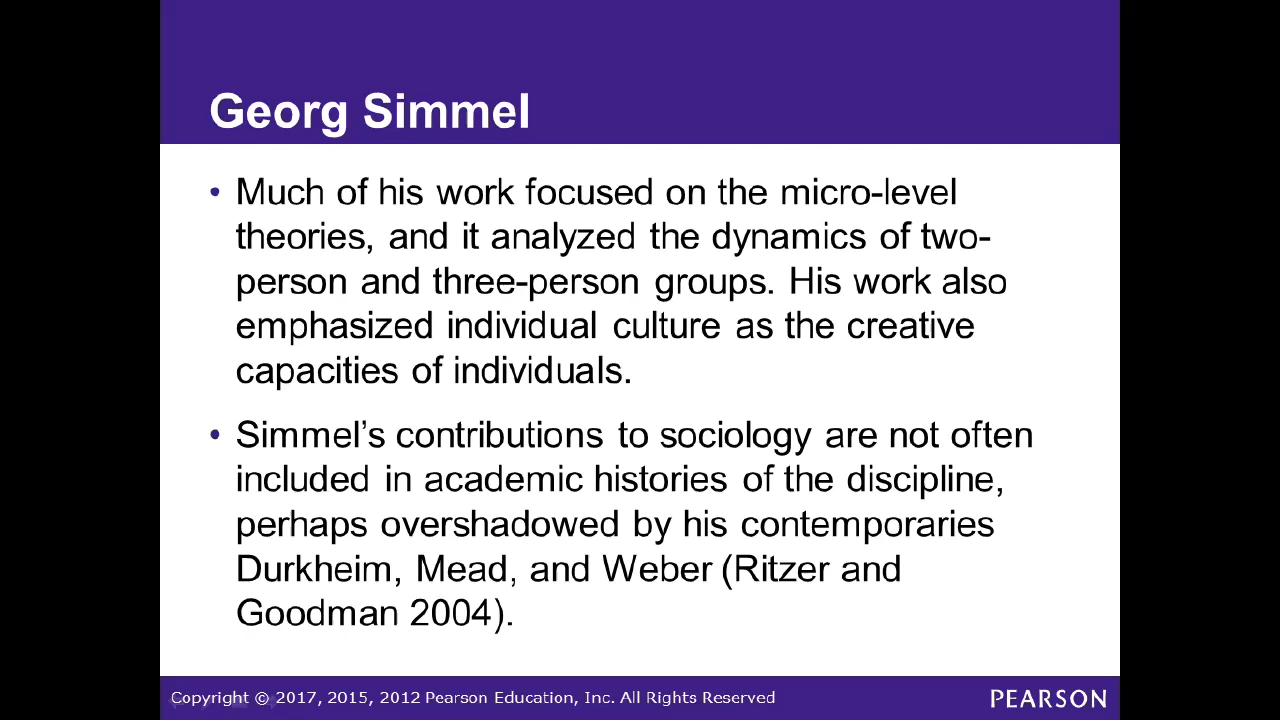 Georg Simmel
• Much of his work focused on the micro-level
theories, and it analyzed the dynamics of two-
person and three-person groups. His work also
emphasized individual culture as the creative
capacities of individuals.
• Simmel’s contributions to sociology are not often
included in academic histories of the discipline,
perhaps overshadowed by his contemporaries
Durkheim, Mead, and Weber (Ritzer and
Goodman 2004).
Copyright © 2017, 2015, 2012 Pearson Education, Inc. All Rights Reserved
PEARSON